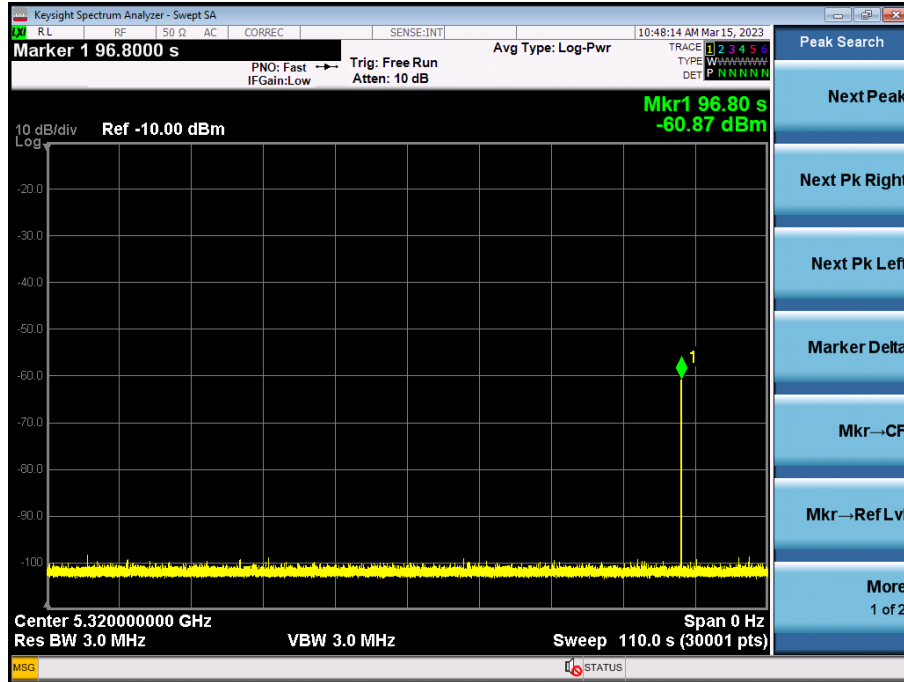 Keysight Spectrum Analyzer - Swept SA
LXI RL RF 50 Ω AC CORREC SENSE:INT 10:48:14 AM Mar 15, 2023
Marker 1 96.8000 s
PNO: Fast
IFGain:Low
Trig: Free Run
Atten: 10 dB
Avg Type: Log-Pwr
TRACE 1 2 3 4 5 6
TYPE WWWWWW
DET P N N N N N
Mkr1 96.80 s
-60.87 dBm
10 dB/div Ref -10.00 dBm
Log
-20.0
-30.0
-40.0
-50.0
1
-60.0
-70.0
-80.0
-90.0
-100
Center 5.320000000 GHz Span 0 Hz
Res BW 3.0 MHz VBW 3.0 MHz Sweep 110.0 s (30001 pts)
MSG STATUS
Peak Search
Next Peak
Next Pk Right
Next Pk Left
Marker Delta
Mkr→CF
Mkr→Ref Lvl
More
1 of 2